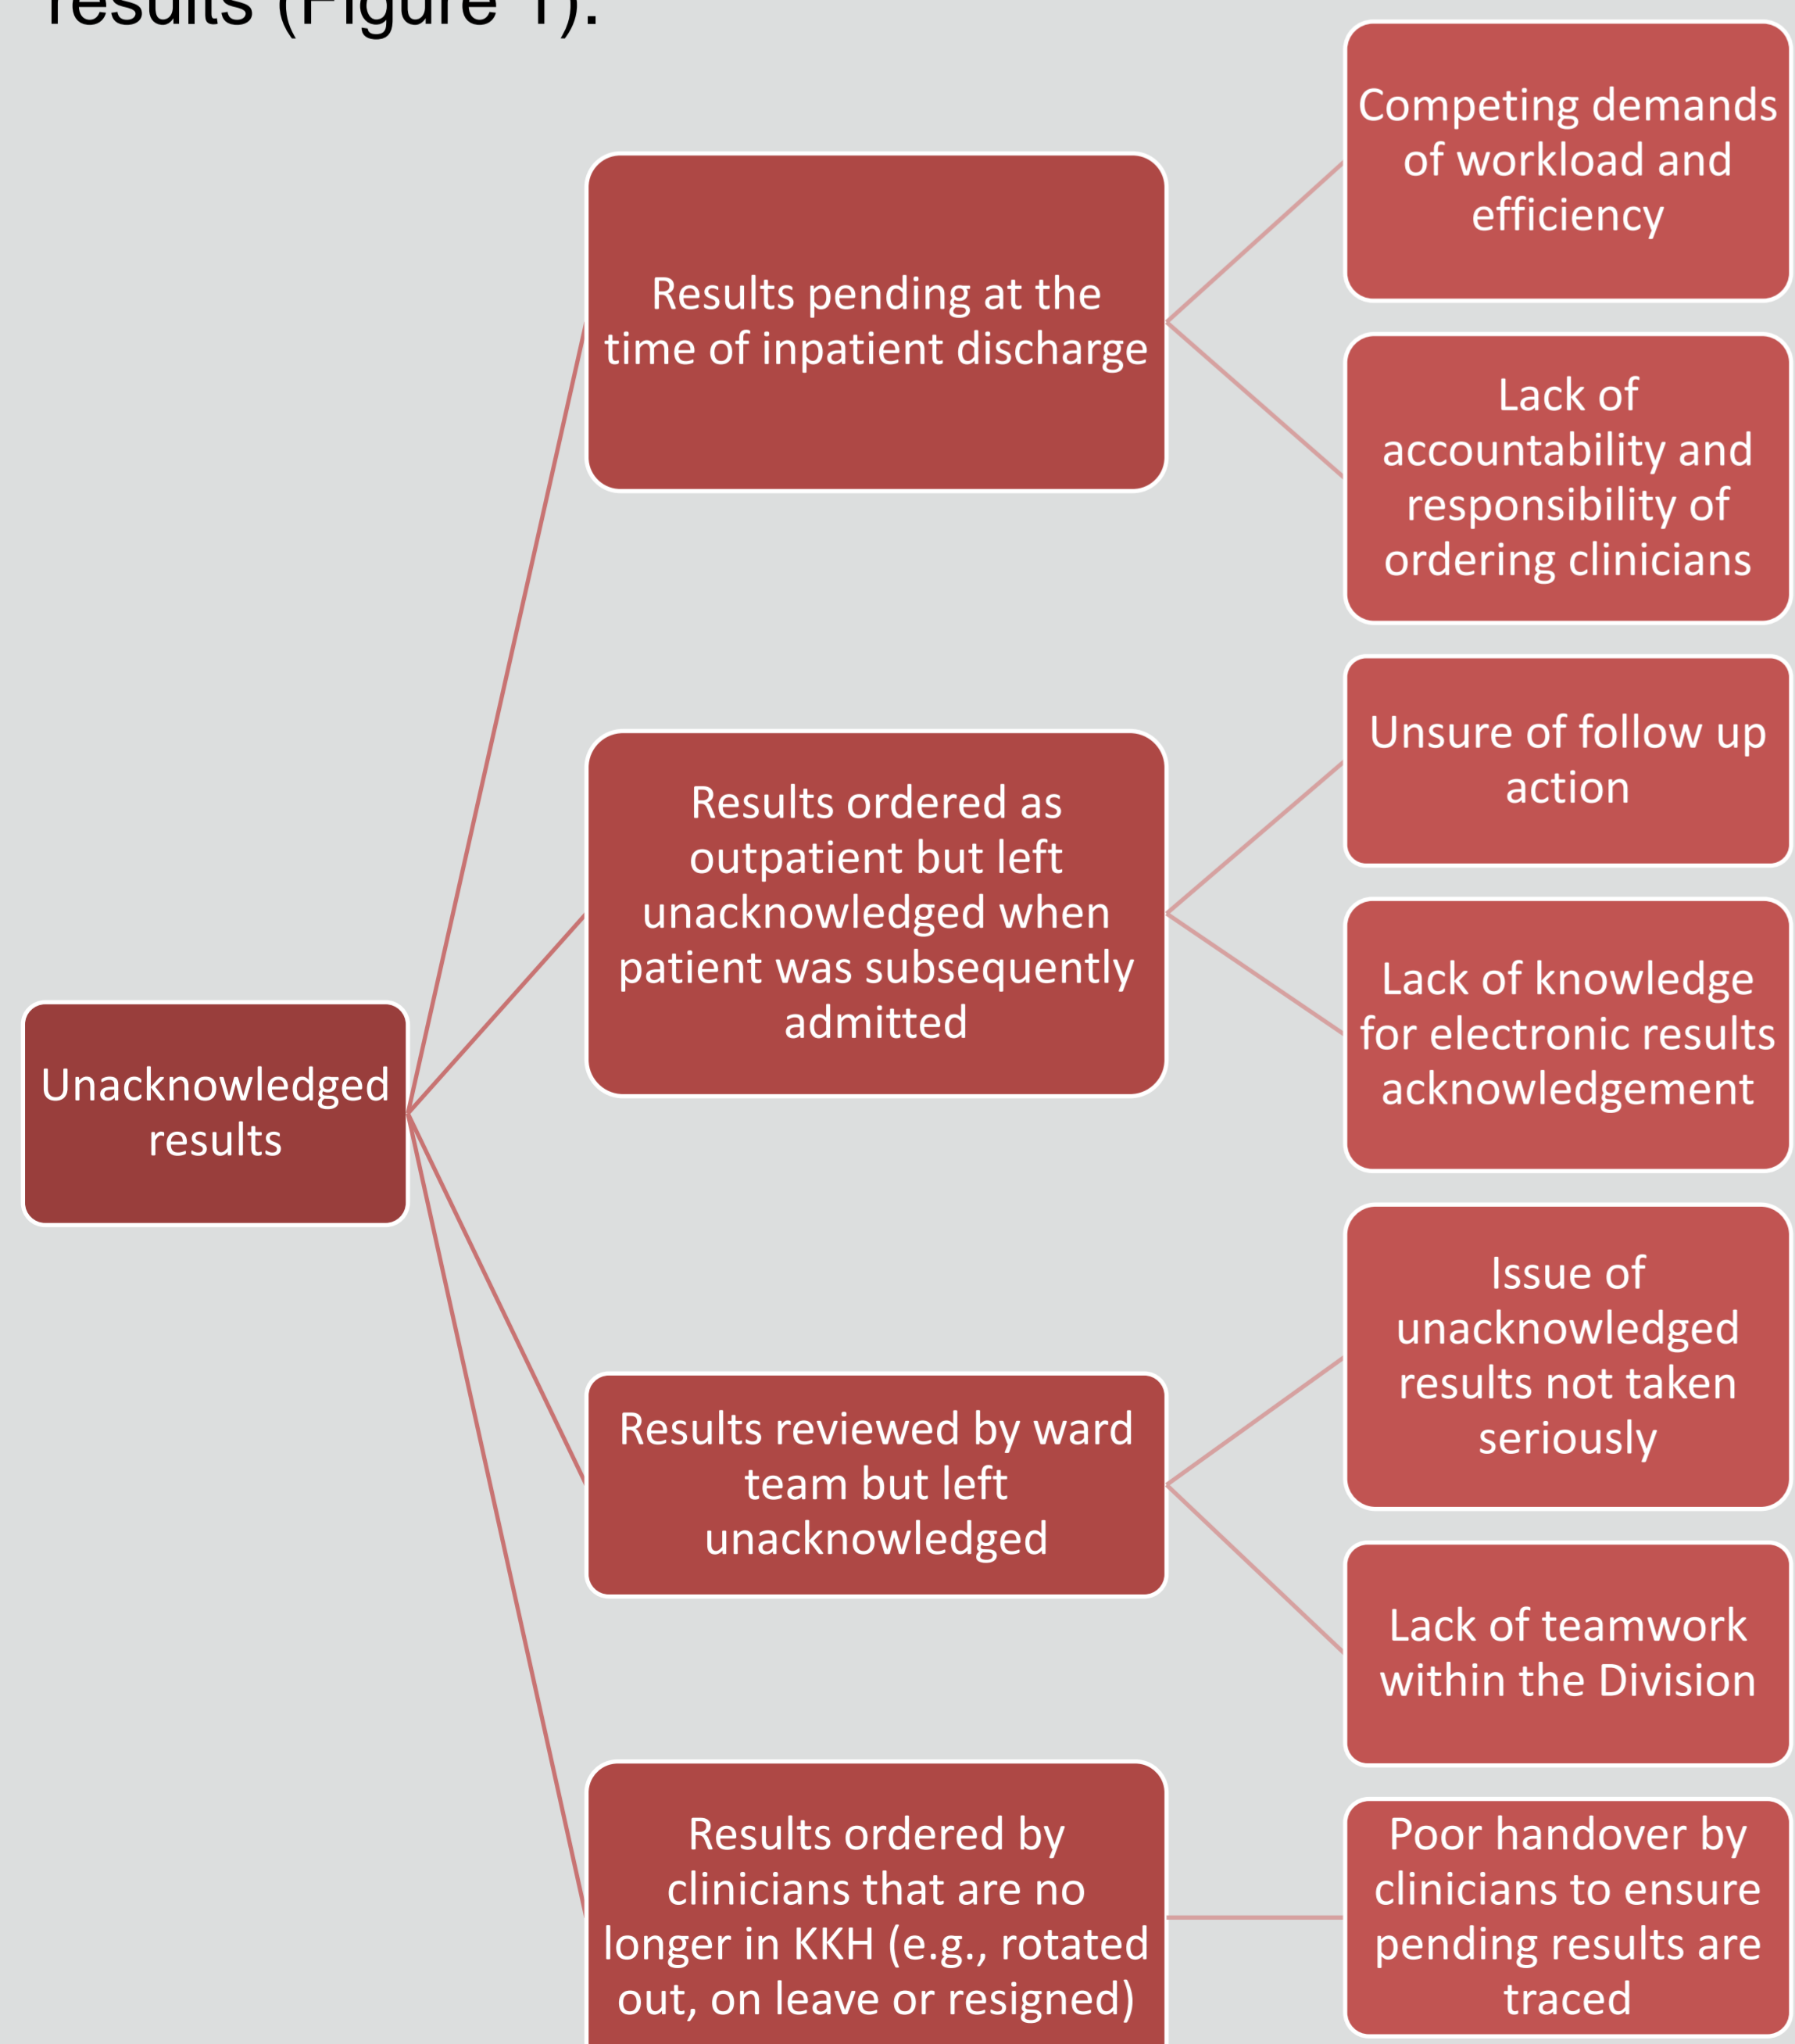 results (Figure 1).
Competing demands
of workload and
efficiency
Results pending at the
time of inpatient discharge
Lack of
accountability and
responsibility of
ordering clinicians
Unsure of follow up
action
Results ordered as
outpatient but left
unacknowledged when
patient was subsequently
admitted
Lack of knowledge
for electronic results
acknowledgement
Unacknowledged
results
Issue of
unacknowledged
results not taken
seriously
Results reviewed by ward
team but left
unacknowledged
Lack of teamwork
within the Division
Results ordered by
clinicians that are no
longer in KKH (e.g., rotated
out, on leave or resigned)
Poor handover by
clinicians to ensure
pending results are
traced